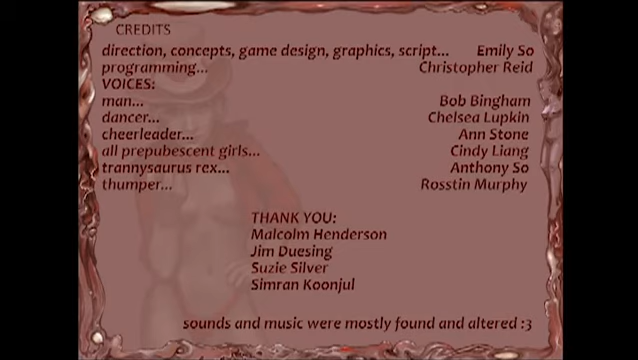 CREDITS
direction, concepts, game design, graphics, script... Emily So
programming... Christopher Reid
VOICES:
man... Bob Bingham
dancer... Chelsea Lupkin
cheerleader... Ann Stone
all prepubescent girls... Cindy Liang
trannysaurus rex... Anthony So
thumper... Rosstin Murphy
THANK YOU:
Malcolm Henderson
Jim Duesing
Suzie Silver
Simran Koonjul
sounds and music were mostly found and altered :3